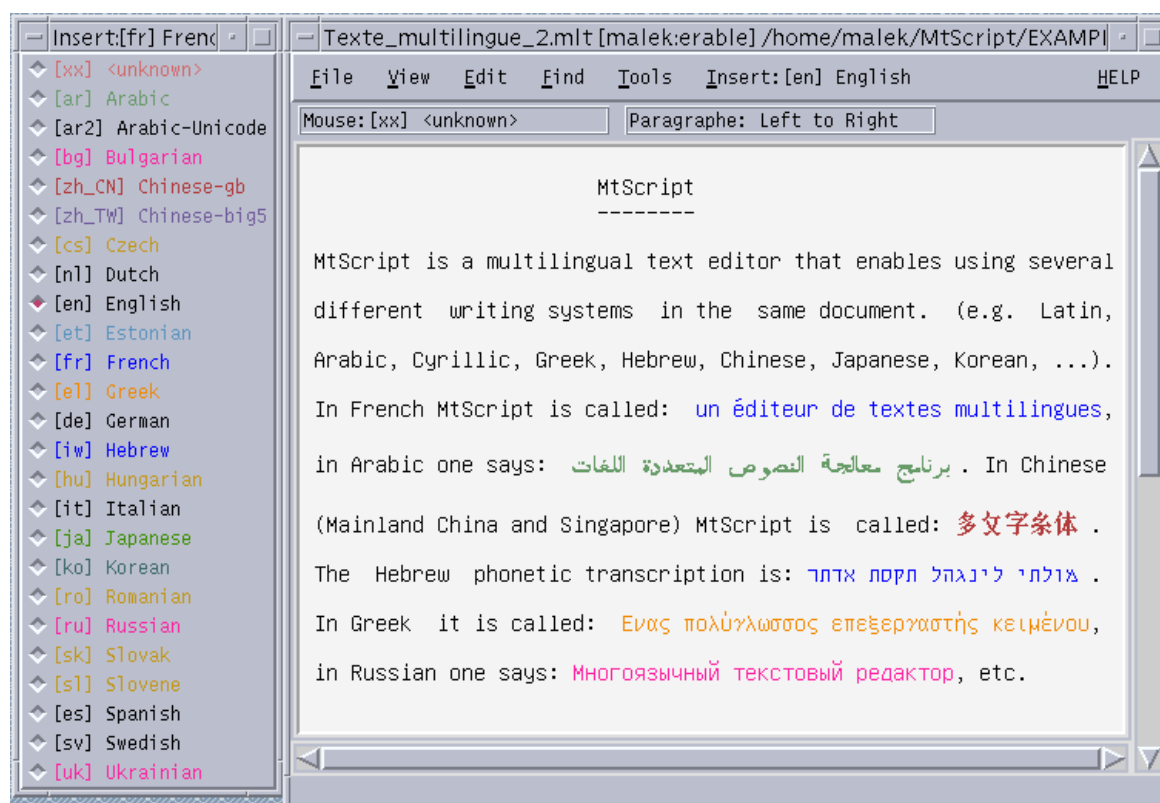 Insert:[fr] Frenc
[xx] <unknown>
[ar] Arabic
[ar2] Arabic-Unicode
[bg] Bulgarian
[zh_CN] Chinese-gb
[zh_TW] Chinese-big5
[cs] Czech
[nl] Dutch
[en] English
[et] Estonian
[fr] French
[el] Greek
[de] German
[iw] Hebrew
[hu] Hungarian
[it] Italian
[ja] Japanese
[ko] Korean
[ro] Romanian
[ru] Russian
[sk] Slovak
[sl] Slovene
[es] Spanish
[sv] Swedish
[uk] Ukrainian
Texte_multilingue_2.mlt [malek:erable] /home/malek/MtScript/EXAMPl
File View Edit Find Tools Insert:[en] English HELP
Mouse:[xx] <unknown> Paragraphe: Left to Right
MtScript
--------
MtScript is a multilingual text editor that enables using several
different writing systems in the same document. (e.g. Latin,
Arabic, Cyrillic, Greek, Hebrew, Chinese, Japanese, Korean, ...).
In French MtScript is called: un éditeur de textes multilingues,
in Arabic one says: برنامج معالجة النصوص المتعددة اللغات . In Chinese
(Mainland China and Singapore) MtScript is called: 多文字条体 .
The Hebrew phonetic transcription is: מולתי לינגהל תקסת אדתר .
In Greek it is called: Ενας πολύγλωσσος επεξεργαστής κειμένου,
in Russian one says: Многоязычный текстовый редактор, etc.